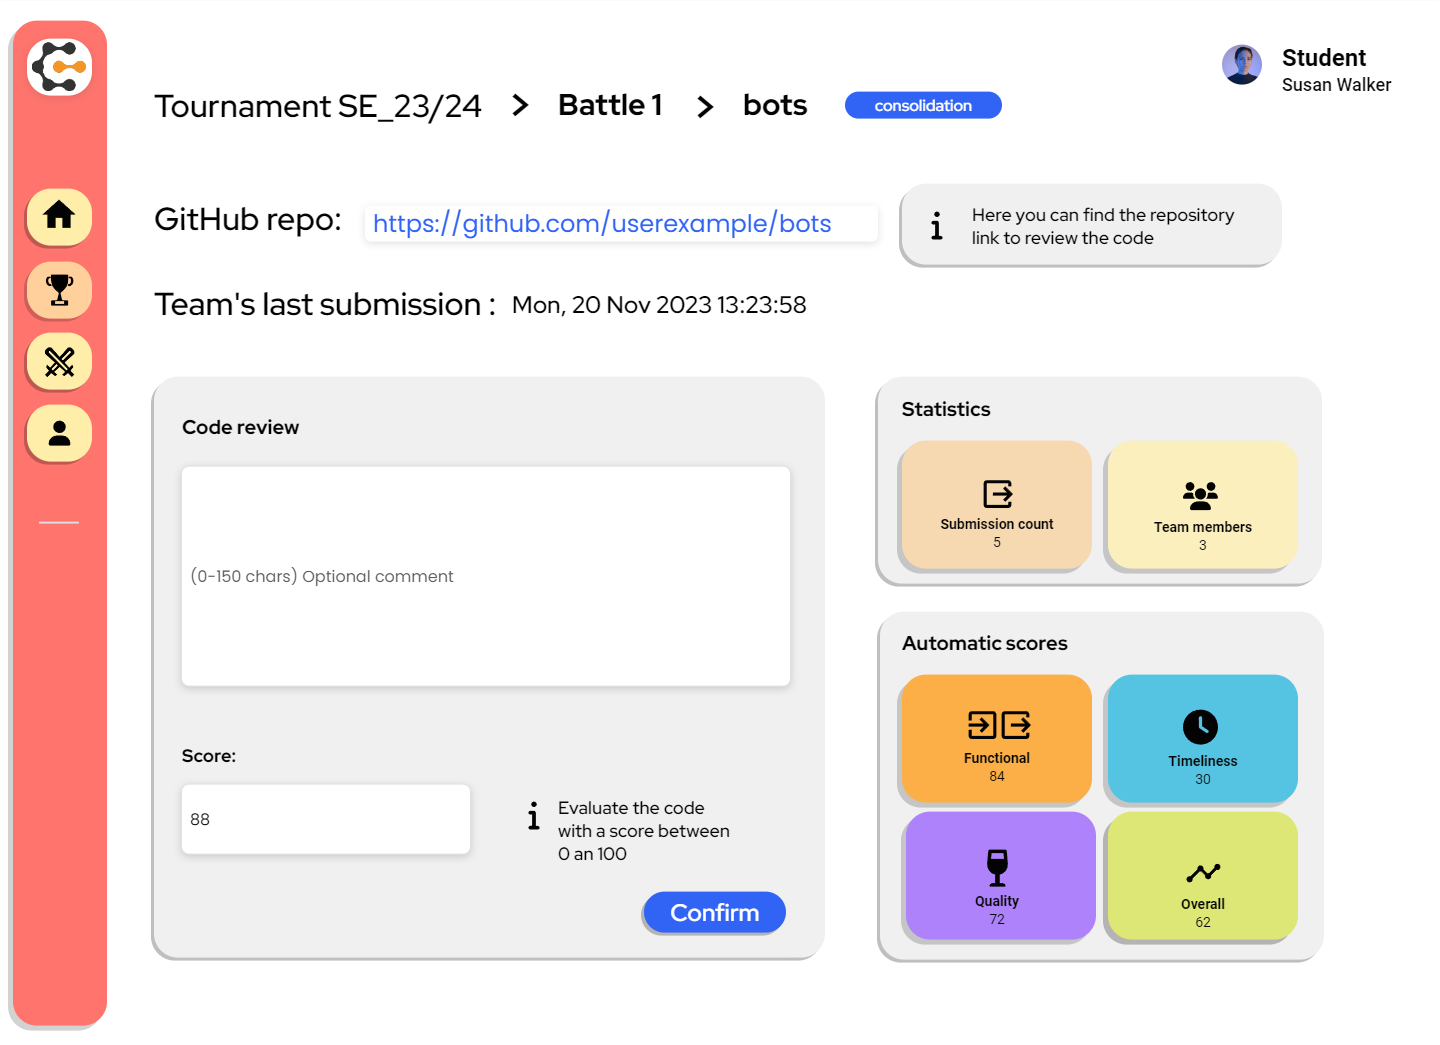 Student
Susan Walker
Tournament SE_23/24 > Battle 1 > bots consolidation
GitHub repo: https://github.com/userexample/bots
Here you can find the repository
link to review the code
Team's last submission : Mon, 20 Nov 2023 13:23:58
Code review
(0-150 chars) Optional comment
Score:
88
Evaluate the code
with a score between
0 an 100
Confirm
Statistics
Submission count
5
Team members
3
Automatic scores
Functional
84
Timeliness
30
Quality
72
Overall
62